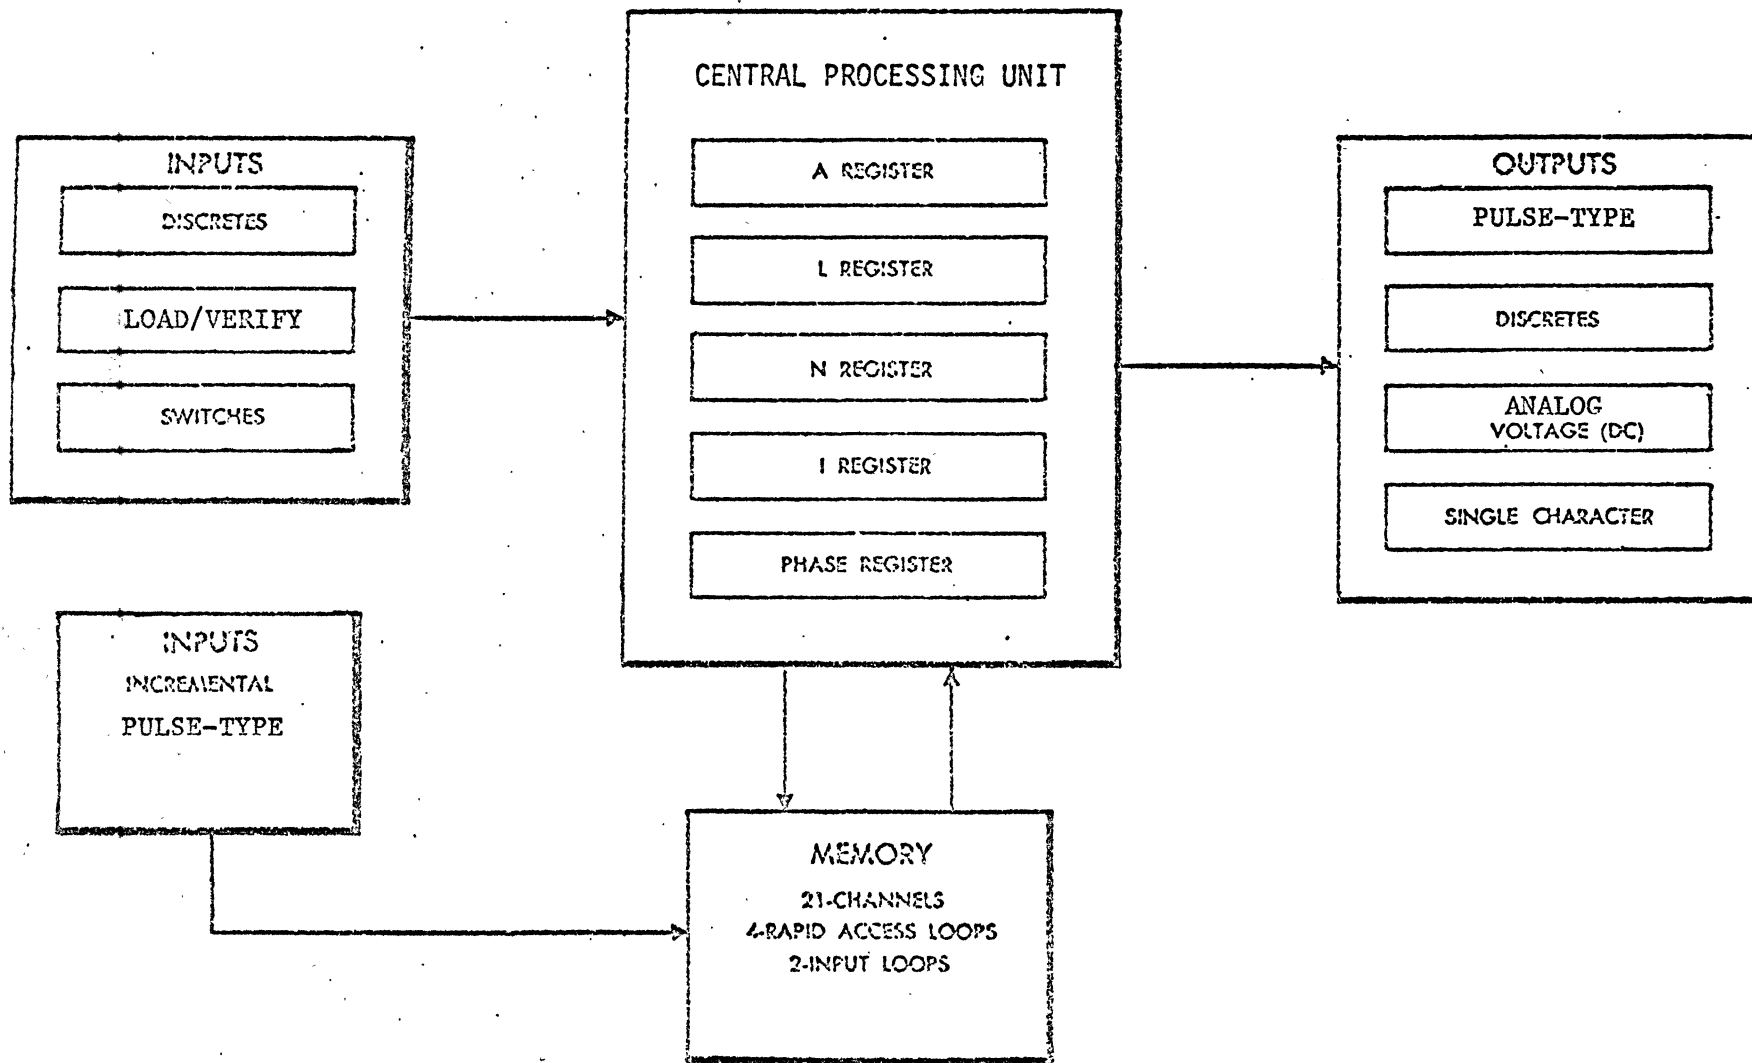 CENTRAL PROCESSING UNIT
A REGISTER
L REGISTER
N REGISTER
I REGISTER
PHASE REGISTER
INPUTS
DISCRETES
LOAD/VERIFY
SWITCHES
OUTPUTS
PULSE-TYPE
DISCRETES
ANALOG
VOLTAGE (DC)
SINGLE CHARACTER
INPUTS
INCREMENTAL
PULSE-TYPE
MEMORY
21-CHANNELS
4-RAPID ACCESS LOOPS
2-INPUT LOOPS